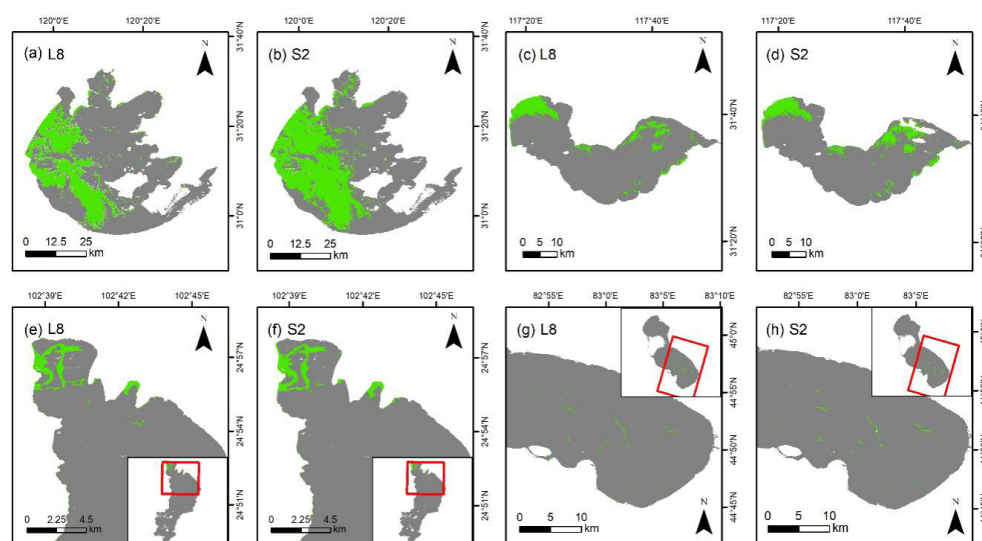 120°0'E 120°20'E 120°0'E 120°20'E 117°20'E 117°40'E 117°20'E 117°40'E
(a) L8 N 31°40'N
(b) S2 N 31°40'N
(c) L8 N
(d) S2 N
31°20'N 31°20'N 31°40'N
31°0'N 31°0'N
0 12.5 25 km
0 12.5 25 km
0 5 10 km
0 5 10 km
31°20'N
102°39'E 102°42'E 102°45'E 102°39'E 102°42'E 102°45'E 82°55'E 83°0'E 83°5'E 83°10'E 82°55'E 83°0'E 83°5'E
(e) L8 N
(f) S2 N
(g) L8
(h) S2
45°0'N
24°57'N 24°57'N 44°55'N
24°54'N 24°54'N 44°50'N
24°51'N 24°51'N 44°45'N
0 2.25 4.5 km
0 2.25 4.5 km
0 5 10 km N
0 5 10 km N